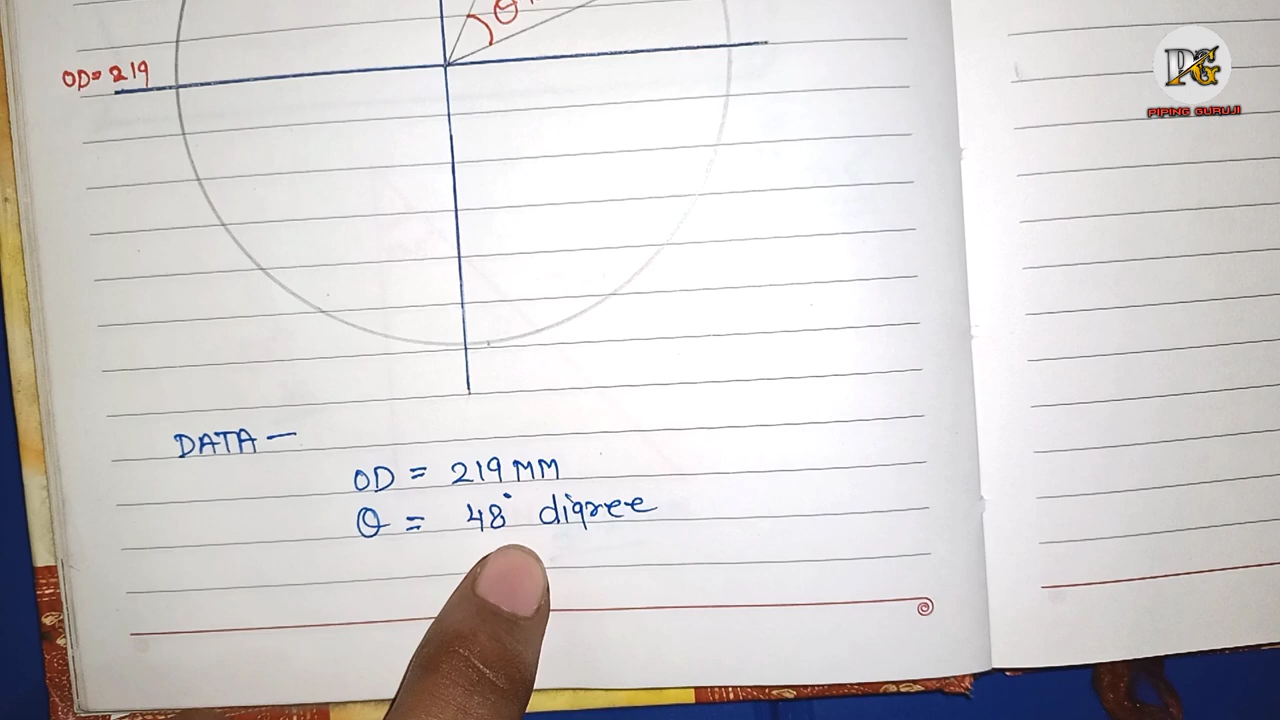 θ
OD = 219
PG
PIPING GURUJI
DATA —
OD = 219 MM
θ = 48° digree